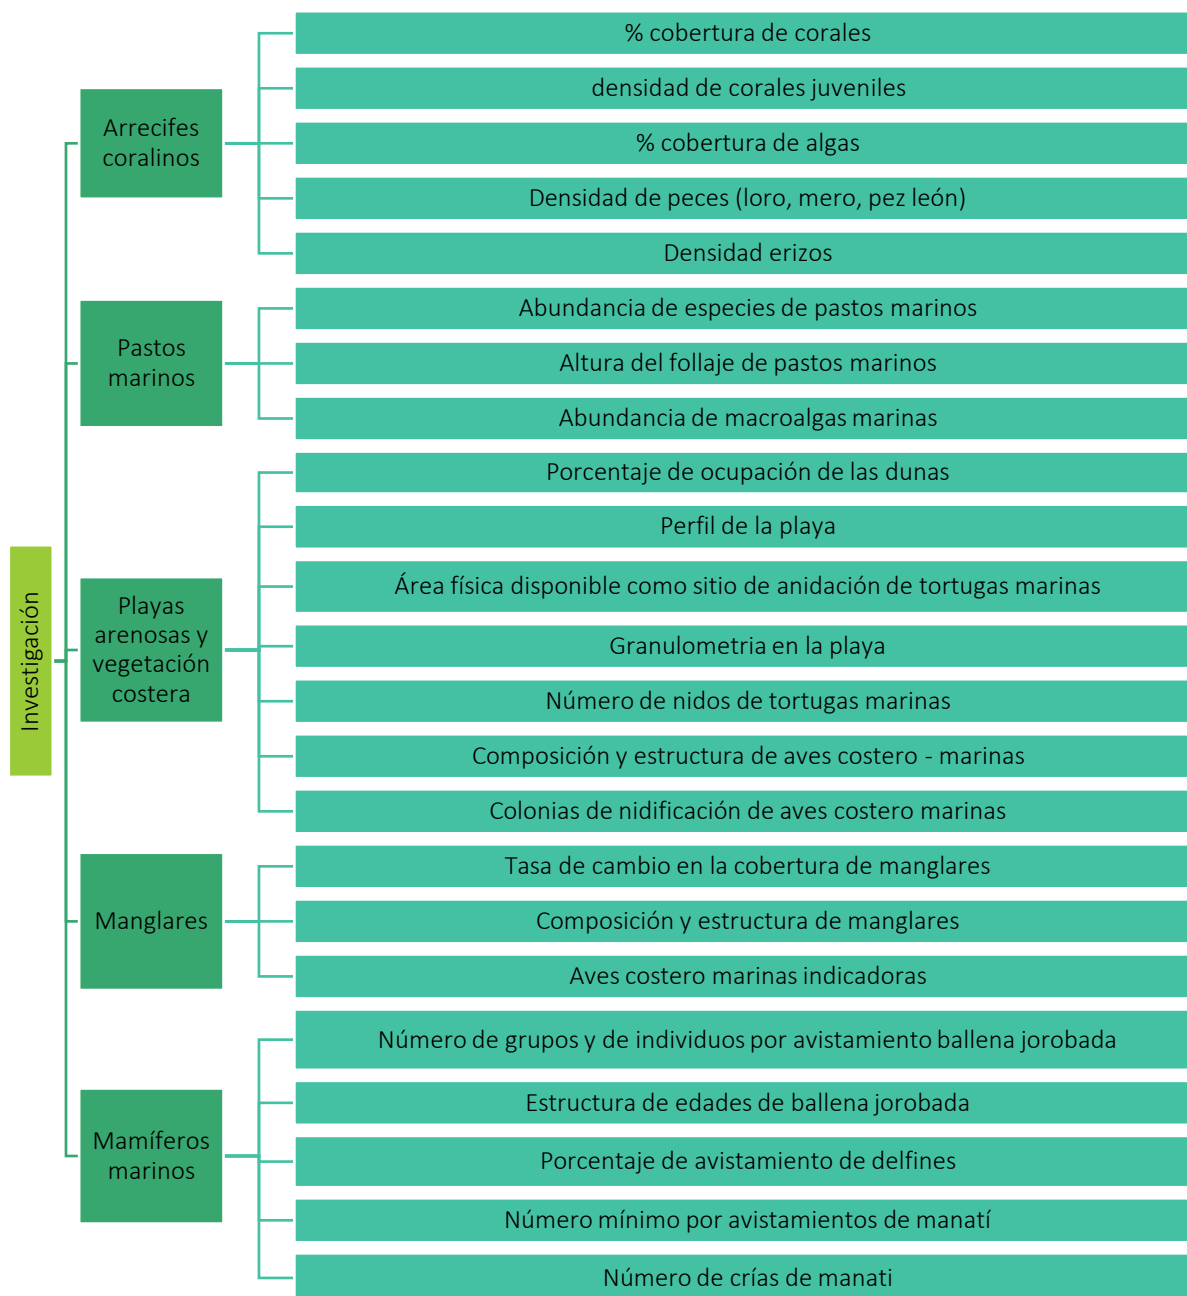 Investigación
Arrecifes
coralinos
% cobertura de corales
densidad de corales juveniles
% cobertura de algas
Densidad de peces (loro, mero, pez león)
Densidad erizos
Pastos
marinos
Abundancia de especies de pastos marinos
Altura del follaje de pastos marinos
Abundancia de macroalgas marinas
Playas
arenosas y
vegetación
costera
Porcentaje de ocupación de las dunas
Perfil de la playa
Área física disponible como sitio de anidación de tortugas marinas
Granulometria en la playa
Número de nidos de tortugas marinas
Composición y estructura de aves costero - marinas
Colonias de nidificación de aves costero marinas
Manglares
Tasa de cambio en la cobertura de manglares
Composición y estructura de manglares
Aves costero marinas indicadoras
Mamíferos
marinos
Número de grupos y de individuos por avistamiento ballena jorobada
Estructura de edades de ballena jorobada
Porcentaje de avistamiento de delfines
Número mínimo por avistamientos de manatí
Número de crías de manati